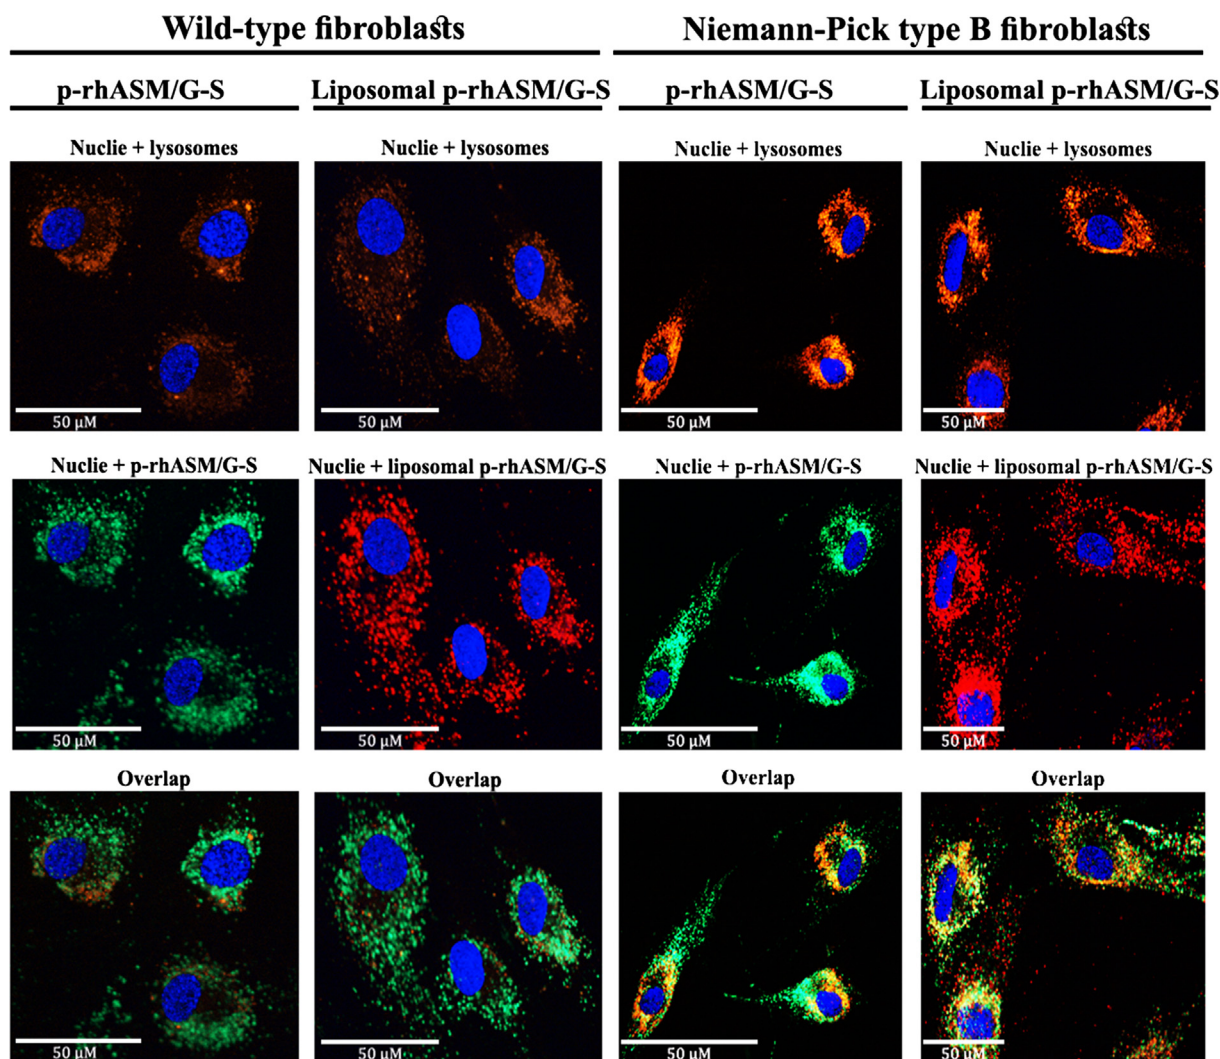 Wild-type fibroblasts Niemann-Pick type B fibroblasts
p-rhASM/G-S Liposomal p-rhASM/G-S p-rhASM/G-S Liposomal p-rhASM/G-S
Nuclie + lysosomes Nuclie + lysosomes Nuclie + lysosomes Nuclie + lysosomes
50 μM 50 μM 50 μM 50 μM
Nuclie + p-rhASM/G-S Nuclie + liposomal p-rhASM/G-S Nuclie + p-rhASM/G-S Nuclie + liposomal p-rhASM/G-S
50 μM 50 μM 50 μM 50 μM
Overlap Overlap Overlap Overlap
50 μM 50 μM 50 μM 50 μM